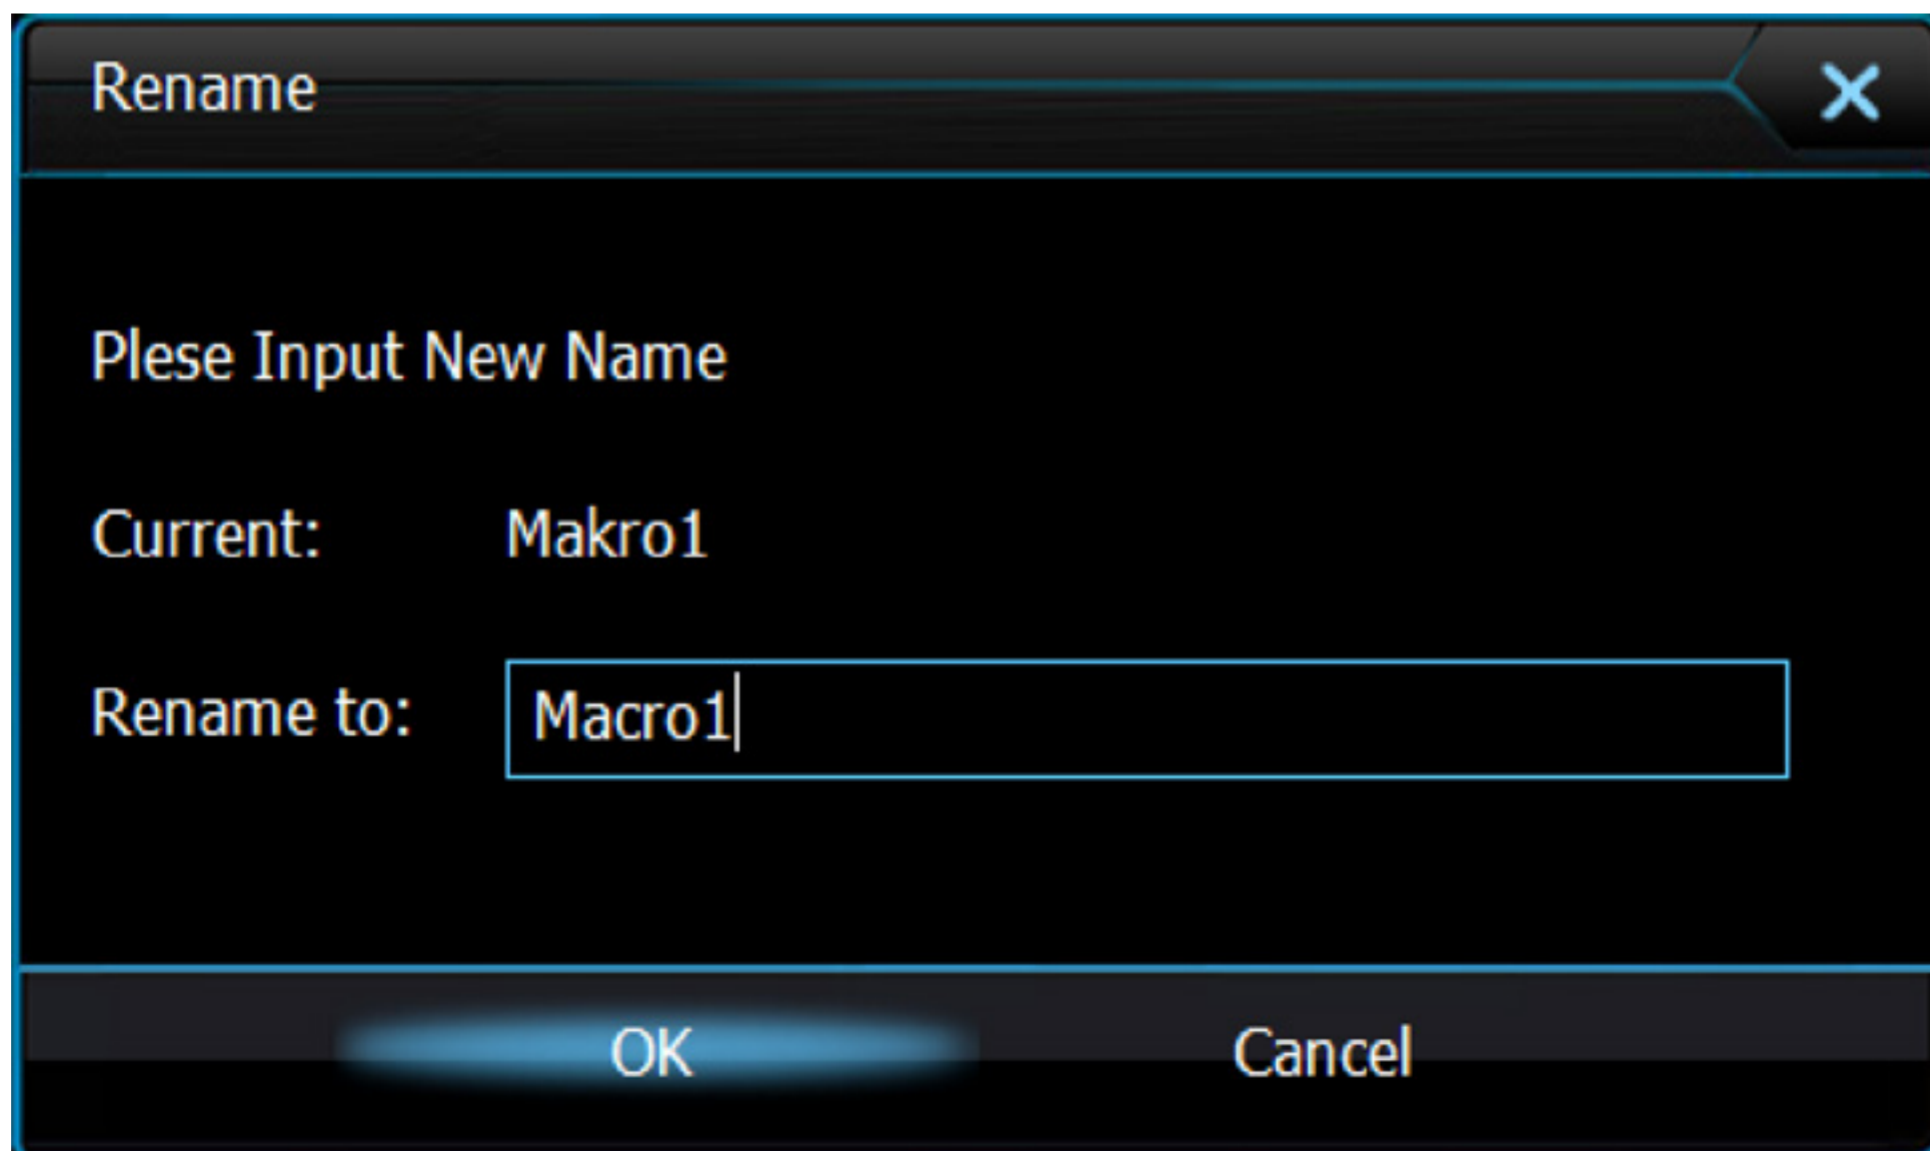 Rename
Plese Input New Name
Current: Makro1
Rename to: Macro1
OK Cancel